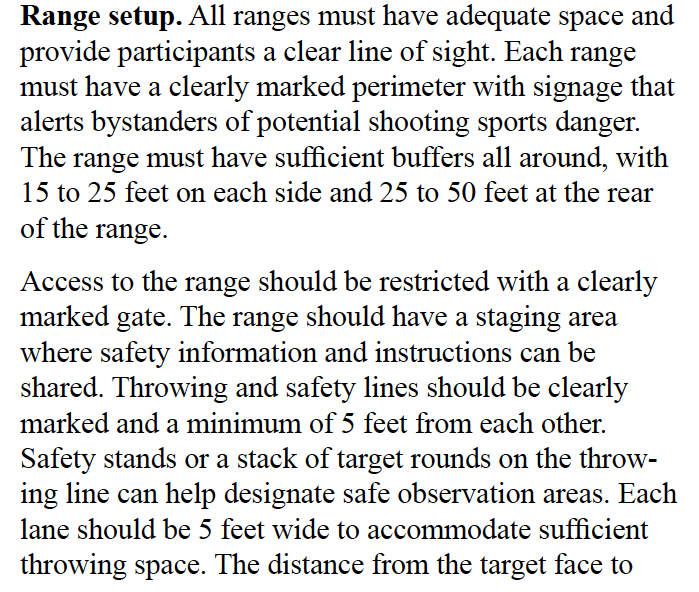 Range setup. All ranges must have adequate space and
provide participants a clear line of sight. Each range
must have a clearly marked perimeter with signage that
alerts bystanders of potential shooting sports danger.
The range must have sufficient buffers all around, with
15 to 25 feet on each side and 25 to 50 feet at the rear
of the range.
Access to the range should be restricted with a clearly
marked gate. The range should have a staging area
where safety information and instructions can be
shared. Throwing and safety lines should be clearly
marked and a minimum of 5 feet from each other.
Safety stands or a stack of target rounds on the throw-
ing line can help designate safe observation areas. Each
lane should be 5 feet wide to accommodate sufficient
throwing space. The distance from the target face to